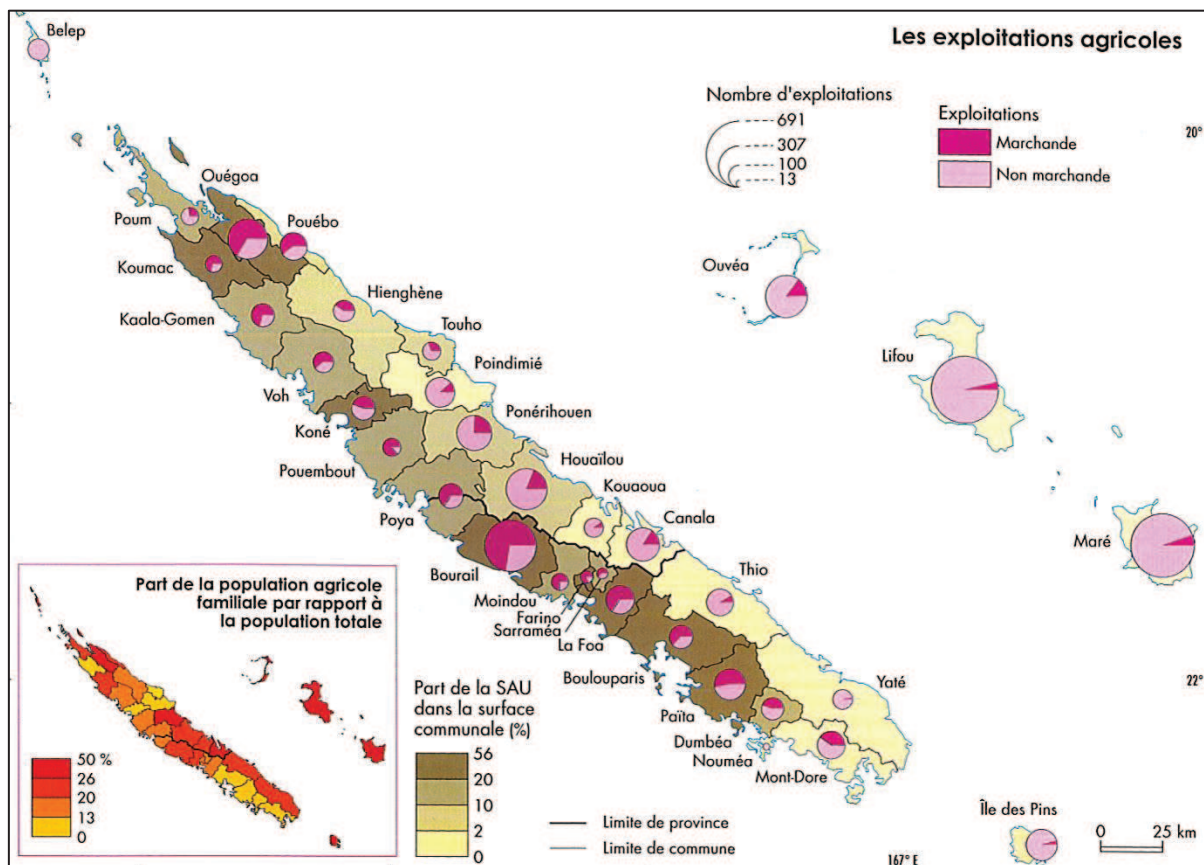 Belep
Les exploitations agricoles
Nombre d'exploitations
691
307
100
13
Exploitations
Marchande
Non marchande
20°
Ouégoa
Poum
Pouébo
Koumac
Hienghène
Kaala-Gomen
Touho
Poindimié
Voh
Ponérihouen
Koné
Houaïlou
Pouembout
Kouaoua
Canala
Poya
Ouvéa
Lifou
Maré
Bourail
Thio
Moindou
Farino
Sarraméa
La Foa
Boulouparis
Yaté
22°
Païta
Dumbéa
Nouméa
Mont-Dore
Île des Pins
Part de la population agricole
familiale par rapport à
la population totale
50 %
26
20
13
0
Part de la SAU
dans la surface
communale (%)
56
20
10
2
0
Limite de province
Limite de commune
167° E
0 25 km